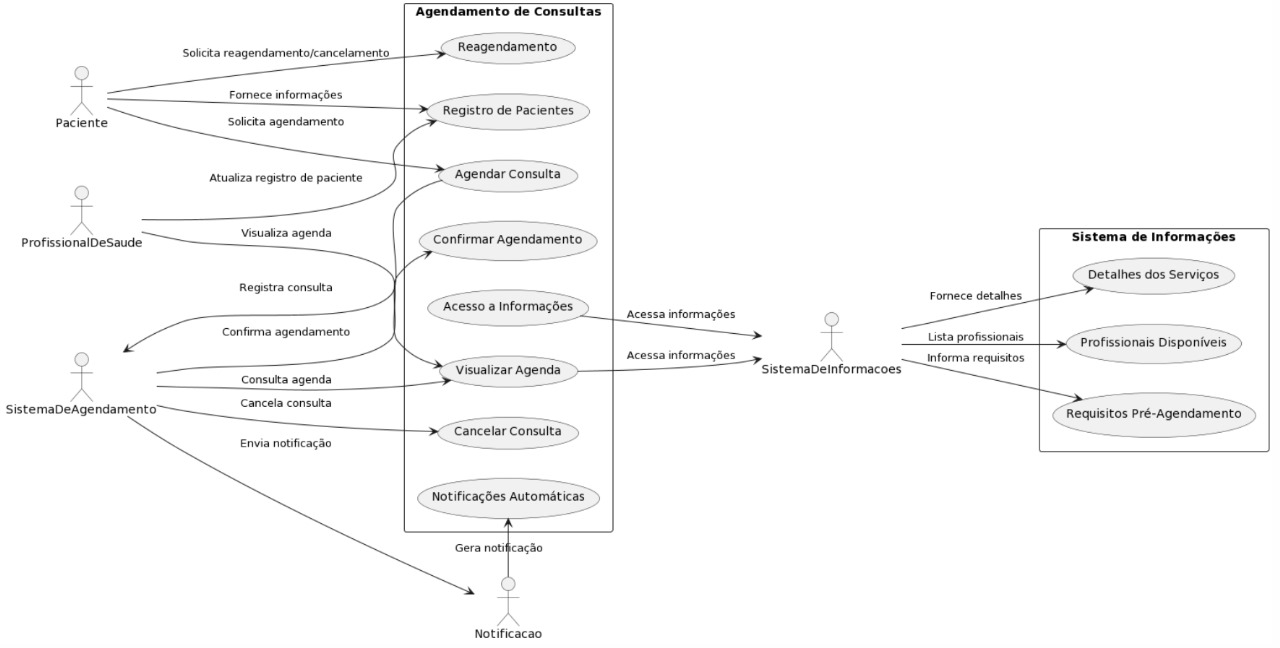 Agendamento de Consultas
Reagendamento
Solicita reagendamento/cancelamento
Paciente
Fornece informações
Registro de Pacientes
Solicita agendamento
Agendar Consulta
Atualiza registro de paciente
ProfissionalDeSaude
Visualiza agenda
Confirmar Agendamento
Sistema de Informações
Detalhes dos Serviços
Registra consulta
Fornece detalhes
Acesso a Informações
Acessa informações
Confirma agendamento
Lista profissionais
Profissionais Disponíveis
Acessa informações
Informa requisitos
SistemaDeInformacoes
Visualizar Agenda
Consulta agenda
SistemaDeAgendamento
Cancela consulta
Requisitos Pré-Agendamento
Cancelar Consulta
Envia notificação
Notificações Automáticas
Gera notificação
Notificacao